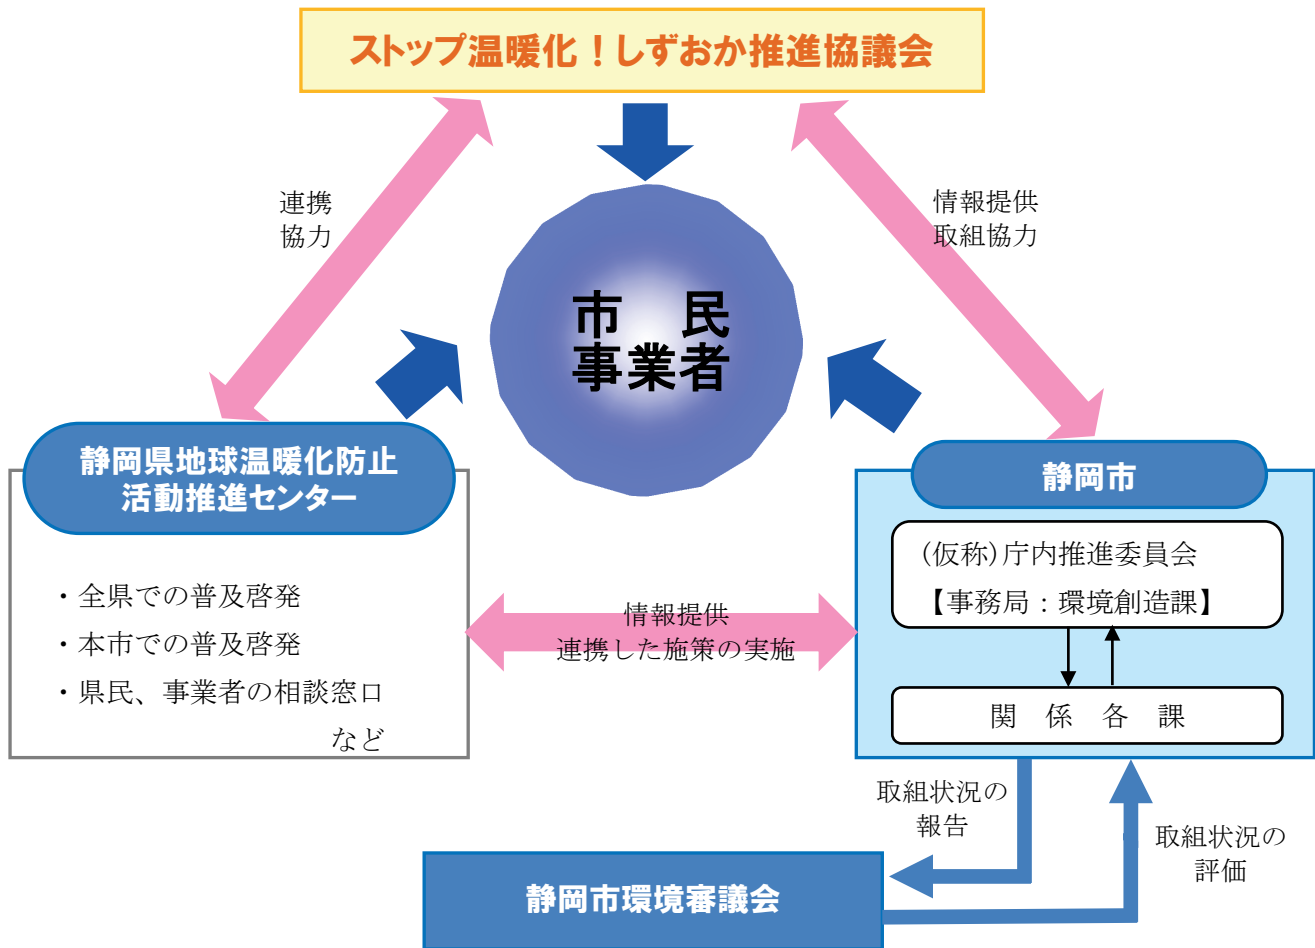 ストップ温暖化！しずおか推進協議会
連携
協力
情報提供
取組協力
市　民
事業者
静岡県地球温暖化防止
活動推進センター
・全県での普及啓発
・本市での普及啓発
・県民、事業者の相談窓口
など
情報提供
連携した施策の実施
静岡市
(仮称)庁内推進委員会
【事務局：環境創造課】
関　係　各　課
取組状況の
報告
取組状況の
評価
静岡市環境審議会